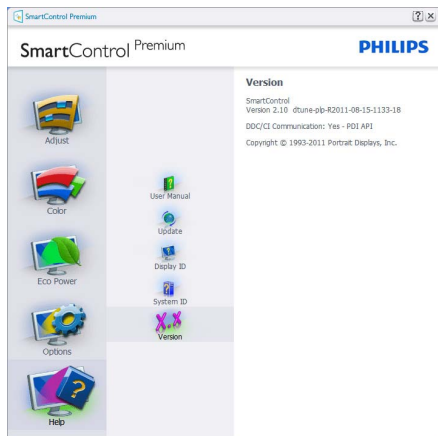 SmartControl Premium
SmartControl Premium
PHILIPS
Adjust
Color
Eco Power
Options
Help
User Manual
Update
Display ID
System ID
Version
Version
SmartControl
Version 2.10 dtune-plp-R2011-08-15-1133-18
DDC/CI Communication: Yes - PDI API
Copyright © 1993-2011 Portrait Displays, Inc.